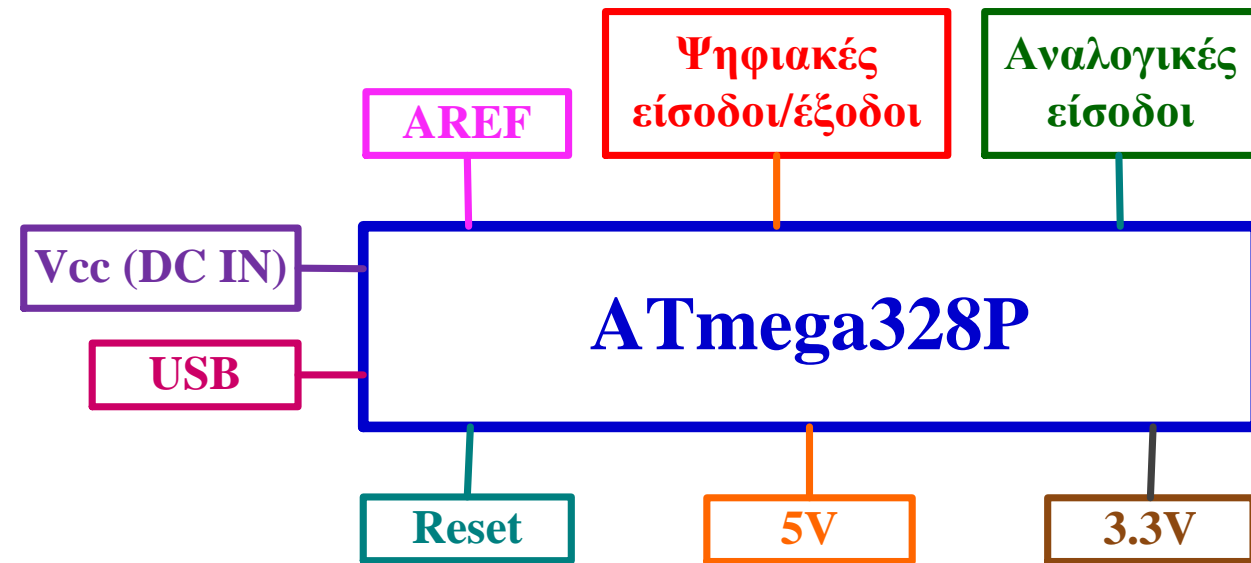 Ψηφιακές
είσοδοι/έξοδοι
Αναλογικές
είσοδοι
AREF
Vcc (DC IN)
ATmega328P
USB
Reset
5V
3.3V